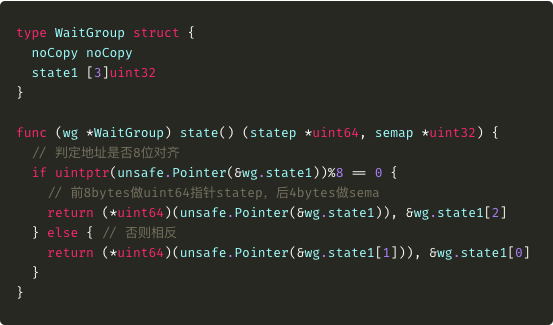 type WaitGroup struct {
  noCopy noCopy
  state1 [3]uint32
}

func (wg *WaitGroup) state() (statep *uint64, semap *uint32) {
  // 判定地址是否8位对齐
  if uintptr(unsafe.Pointer(&wg.state1))%8 == 0 {
    // 前8bytes做uint64指针statep，后4bytes做sema
    return (*uint64)(unsafe.Pointer(&wg.state1)), &wg.state1[2]
  } else { // 否则相反
    return (*uint64)(unsafe.Pointer(&wg.state1[1])), &wg.state1[0]
  }
}